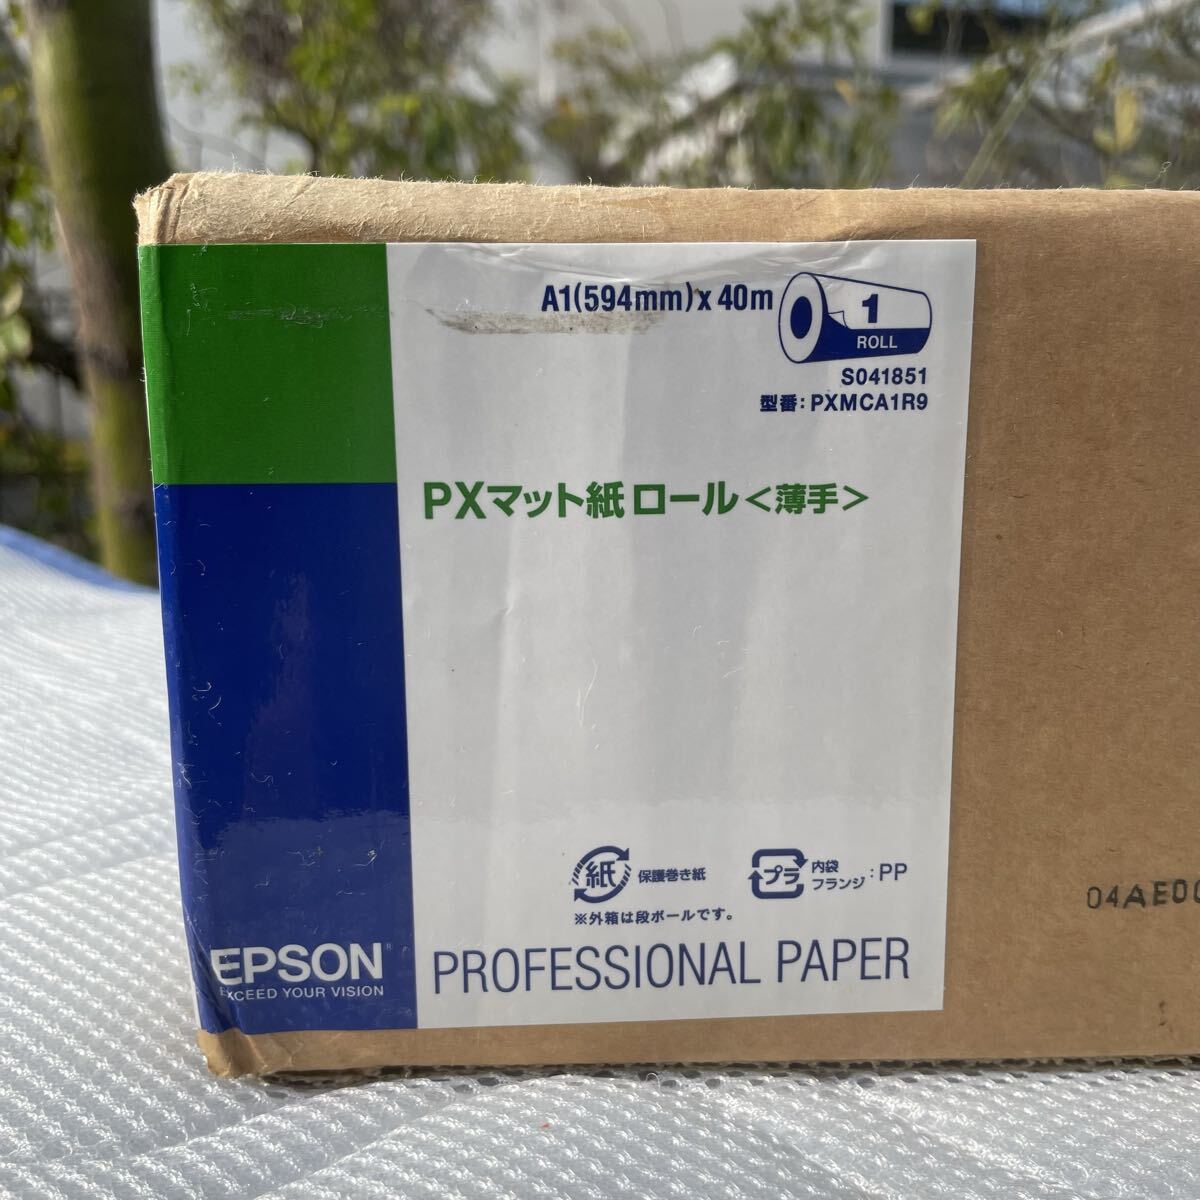 A1(594mm)x 40m
1
ROLL
S041851
型番:PXMCA1R9
PXマット紙 ロール<薄手>
紙
保護巻き紙
プラ
内袋
フランジ
:PP
※外箱は段ボールです。
04AE00
EPSON
EXCEED YOUR VISION
PROFESSIONAL PAPER